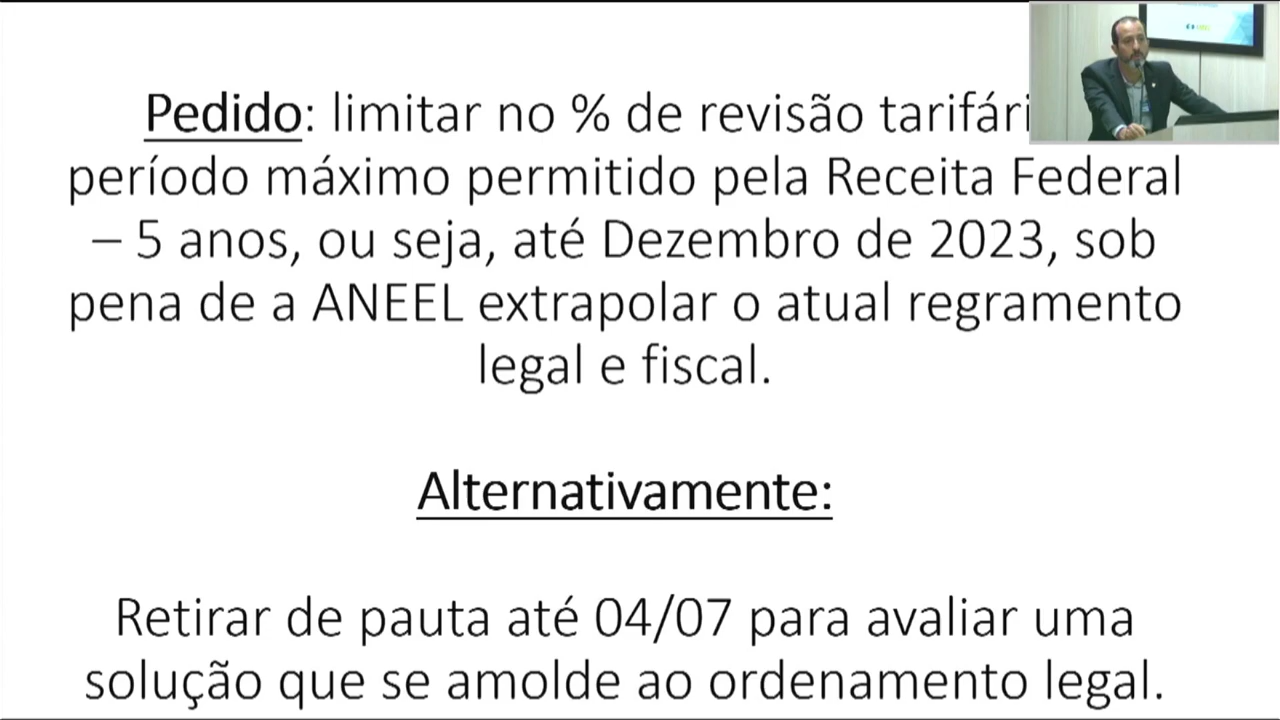 Pedido: limitar no % de revisão
período máximo permitido pela Receita Federal
– 5 anos, ou seja, até Dezembro de 2023, sob
pena de a ANEEL extrapolar o atual regramento
legal e fiscal.
Alternativamente:
Retirar de pauta até 04/07 para avaliar uma
solução que se amolde ao ordenamento legal.